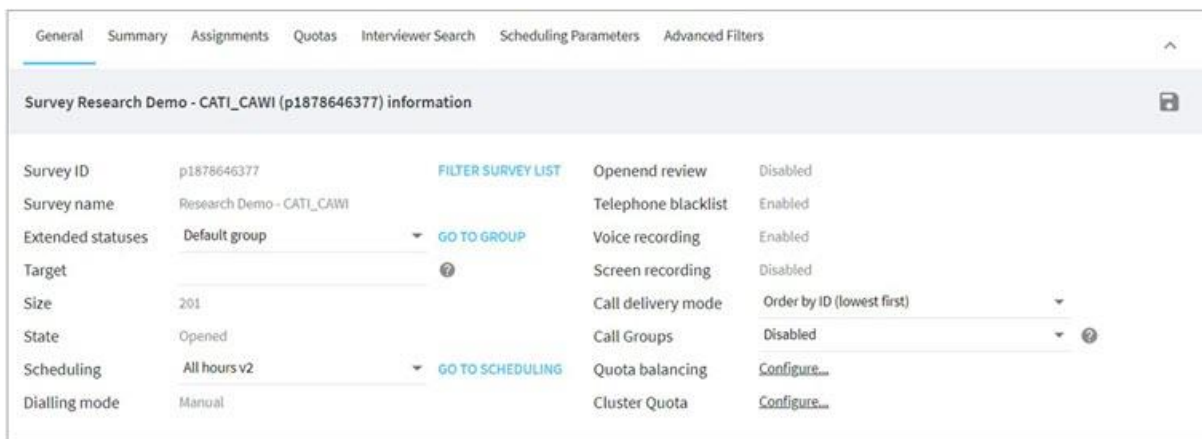 General Summary Assignments Quotas Interviewer Search Scheduling Parameters Advanced Filters
Survey Research Demo - CATI_CAWI (p1878646377) information
Survey ID p1878646377 FILTER SURVEY LIST
Survey name Research Demo - CATI_CAWI
Extended statuses Default group GO TO GROUP
Target
Size 201
State Opened
Scheduling All hours v2 GO TO SCHEDULING
Dialling mode Manual
Openend review Disabled
Telephone blacklist Enabled
Voice recording Enabled
Screen recording Disabled
Call delivery mode Order by ID (lowest first)
Call Groups Disabled
Quota balancing Configure...
Cluster Quota Configure...